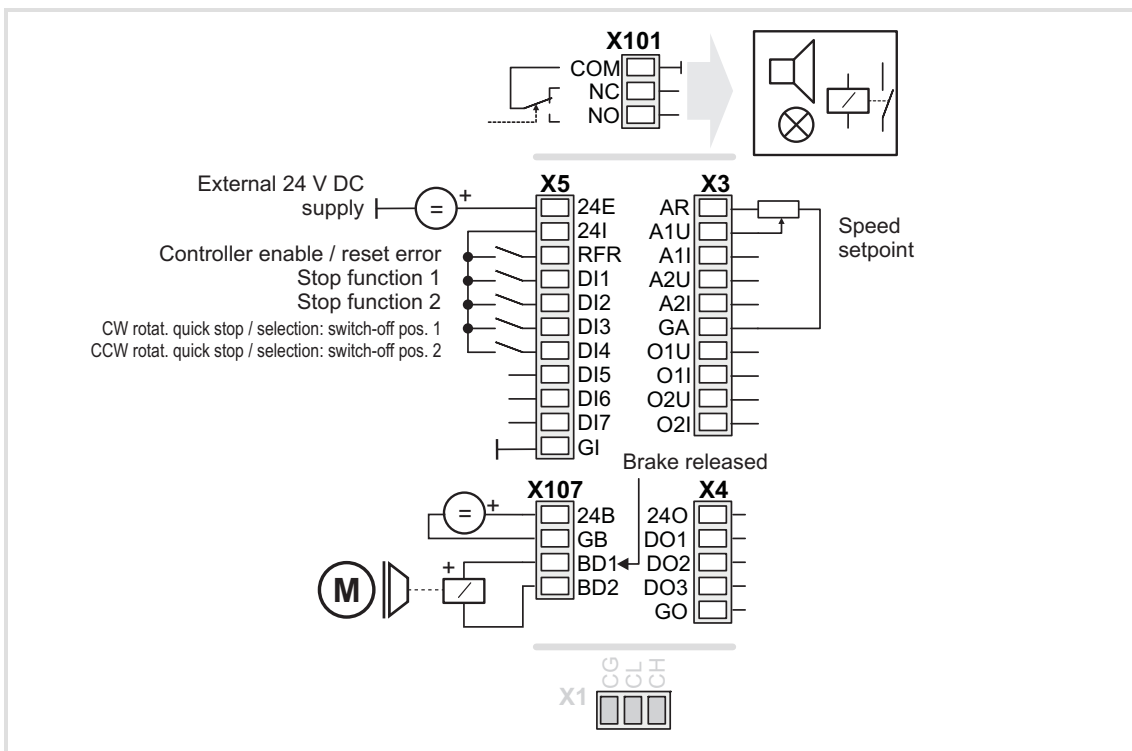 X101
COM
NC
NO
External 24 V DC
supply
=
+
Controller enable / reset error
Stop function 1
Stop function 2
CW rotat. quick stop / selection: switch-off pos. 1
CCW rotat. quick stop / selection: switch-off pos. 2
X5
24E
24I
RFR
DI1
DI2
DI3
DI4
DI5
DI6
DI7
GI
X3
AR
A1U
A1I
A2U
A2I
GA
O1U
O1I
O2U
O2I
Speed
setpoint
Brake released
X107
=
+
24B
GB
BD1
BD2
M
+
X4
24O
DO1
DO2
DO3
GO
X1
CG
CL
CH